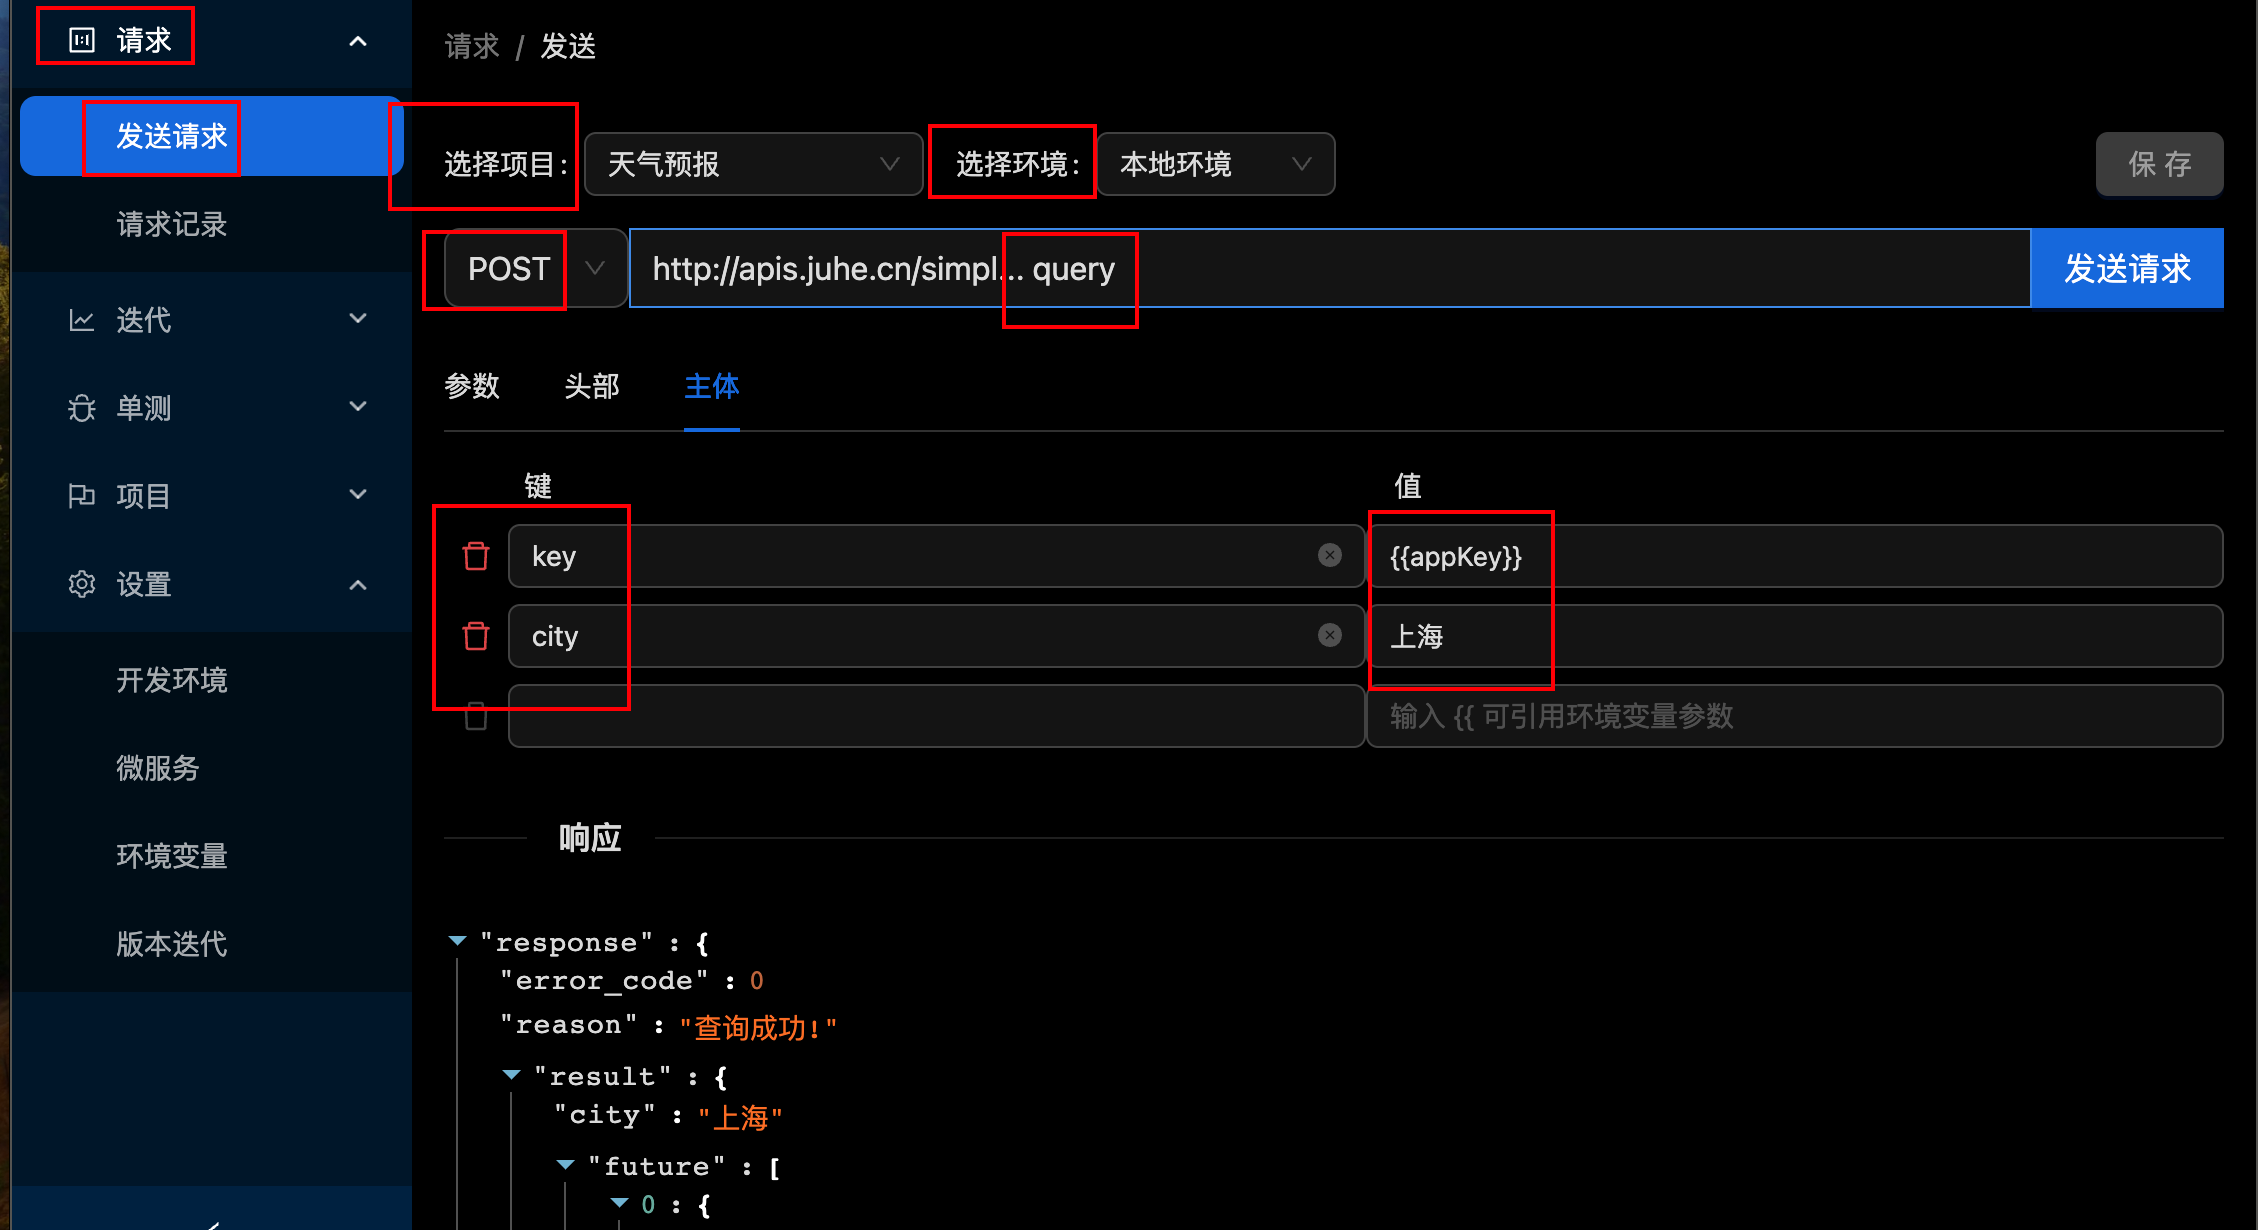 请求
发送请求
请求记录
迭代
单测
项目
设置
开发环境
微服务
环境变量
版本迭代
请求 / 发送
选择项目: 天气预报 选择环境: 本地环境 保 存
POST http://apis.juhe.cn/simpl... query 发送请求
参数 头部 主体
键 值
key {{appKey}}
city 上海
输入 {{ 可引用环境变量参数
响应
"response" : {
"error_code" : 0
"reason" : "查询成功!"
"result" : {
"city" : "上海"
"future" : [
0 : {